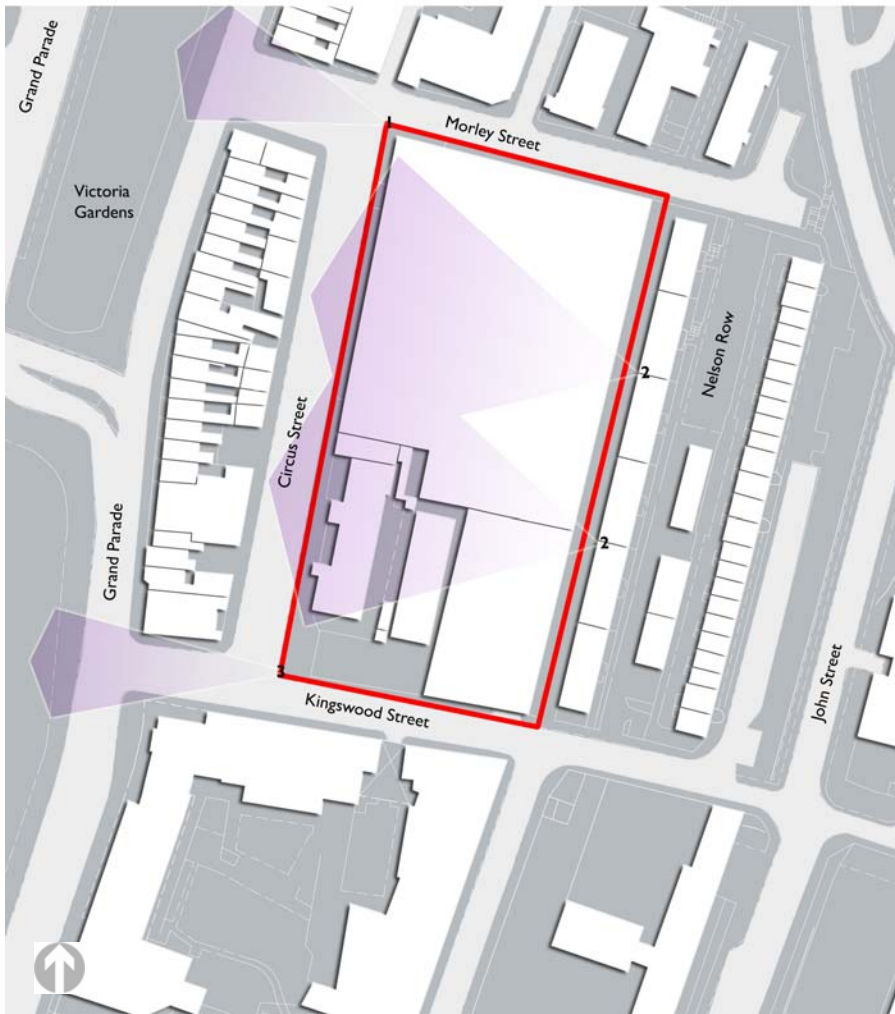 Grand Parade
Morley Street
1
Victoria
Gardens
Nelson Row
2
Circus Street
2
Grand Parade
3
Kingswood Street
John Street